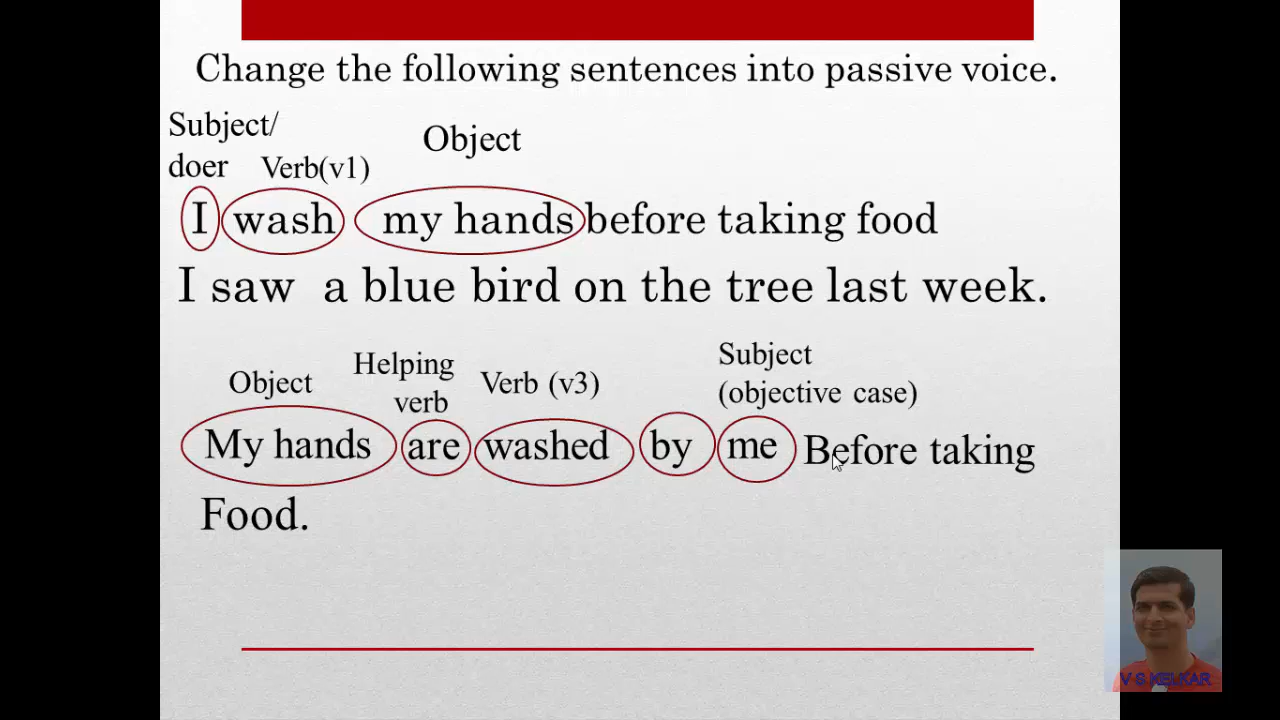 Change the following sentences into passive voice.
Subject/
doer
Verb(v1)
Object
I wash my hands before taking food
I saw a blue bird on the tree last week.
Object
Helping
verb
Verb (v3)
Subject
(objective case)
My hands are washed by me Before taking
Food.
V S KELKAR